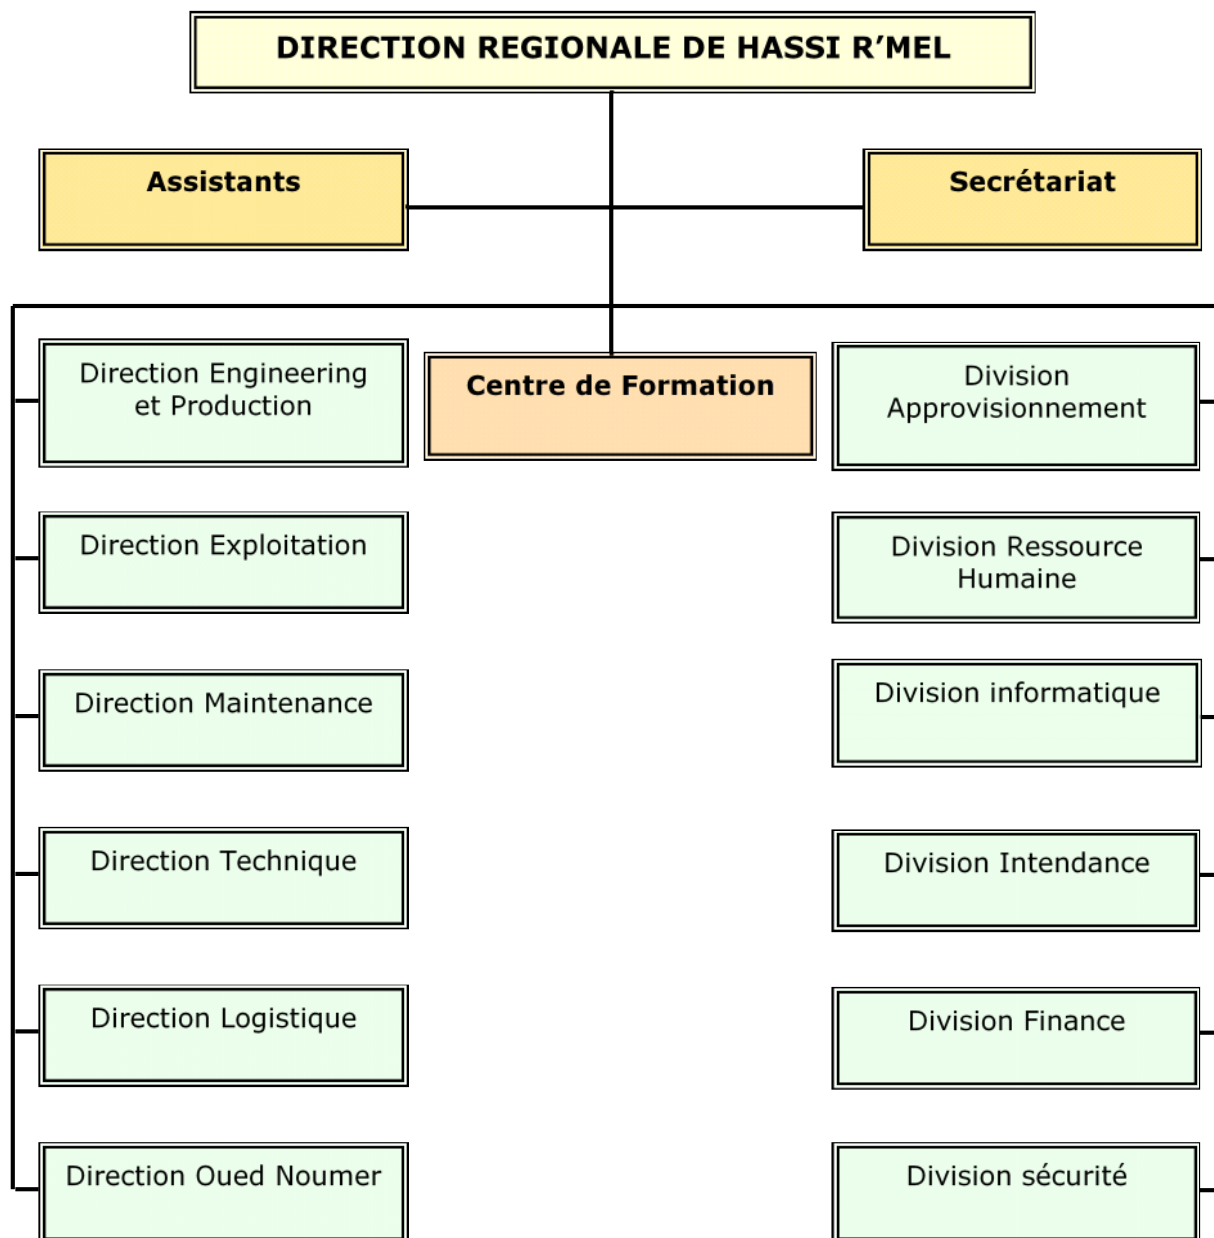 DIRECTION REGIONALE DE HASSI R’MEL
Assistants
Secrétariat
Direction Engineering
et Production
Centre de Formation
Division
Approvisionnement
Direction Exploitation
Division Ressource
Humaine
Direction Maintenance
Division informatique
Direction Technique
Division Intendance
Direction Logistique
Division Finance
Direction Oued Noumer
Division sécurité